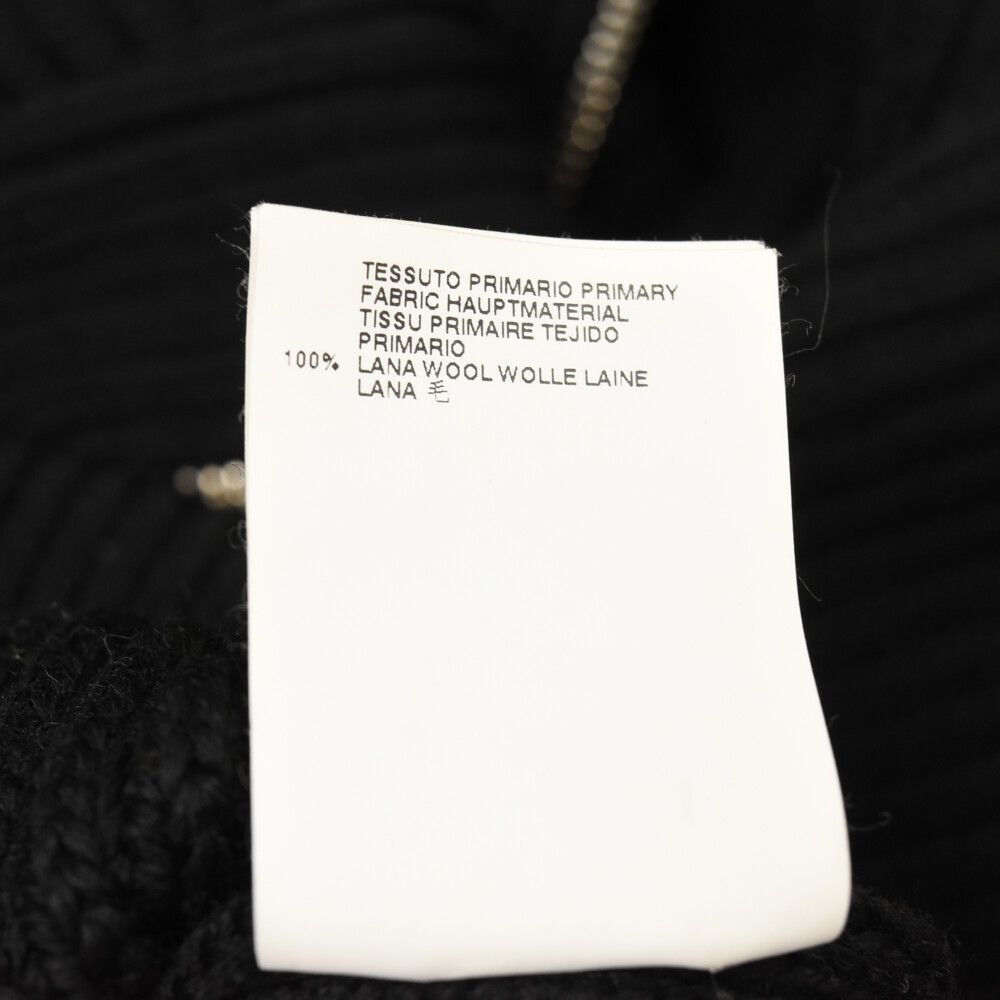 TESSUTO PRIMARIO PRIMARY
FABRIC HAUPTMATERIAL
TISSU PRIMAIRE TEJIDO
PRIMARIO
100% LANA WOOL WOLLE LAINE
LANA 毛